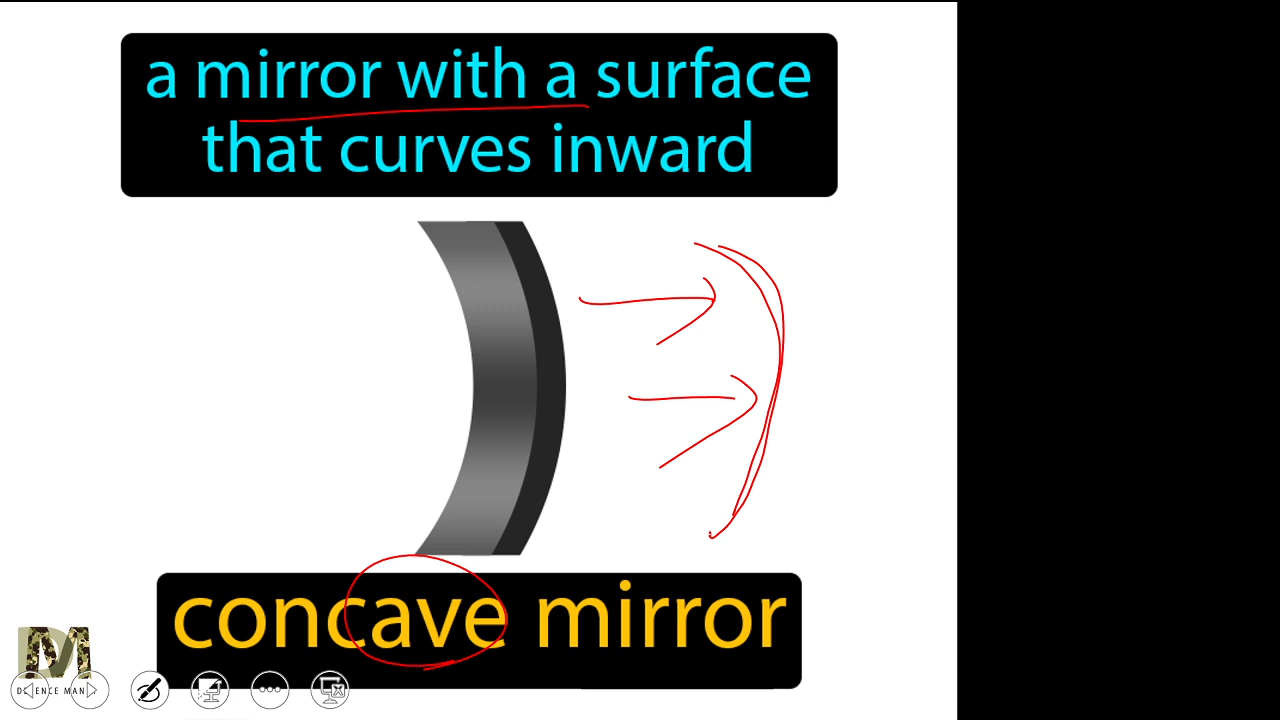 a mirror with a surface
that curves inward
concave mirror